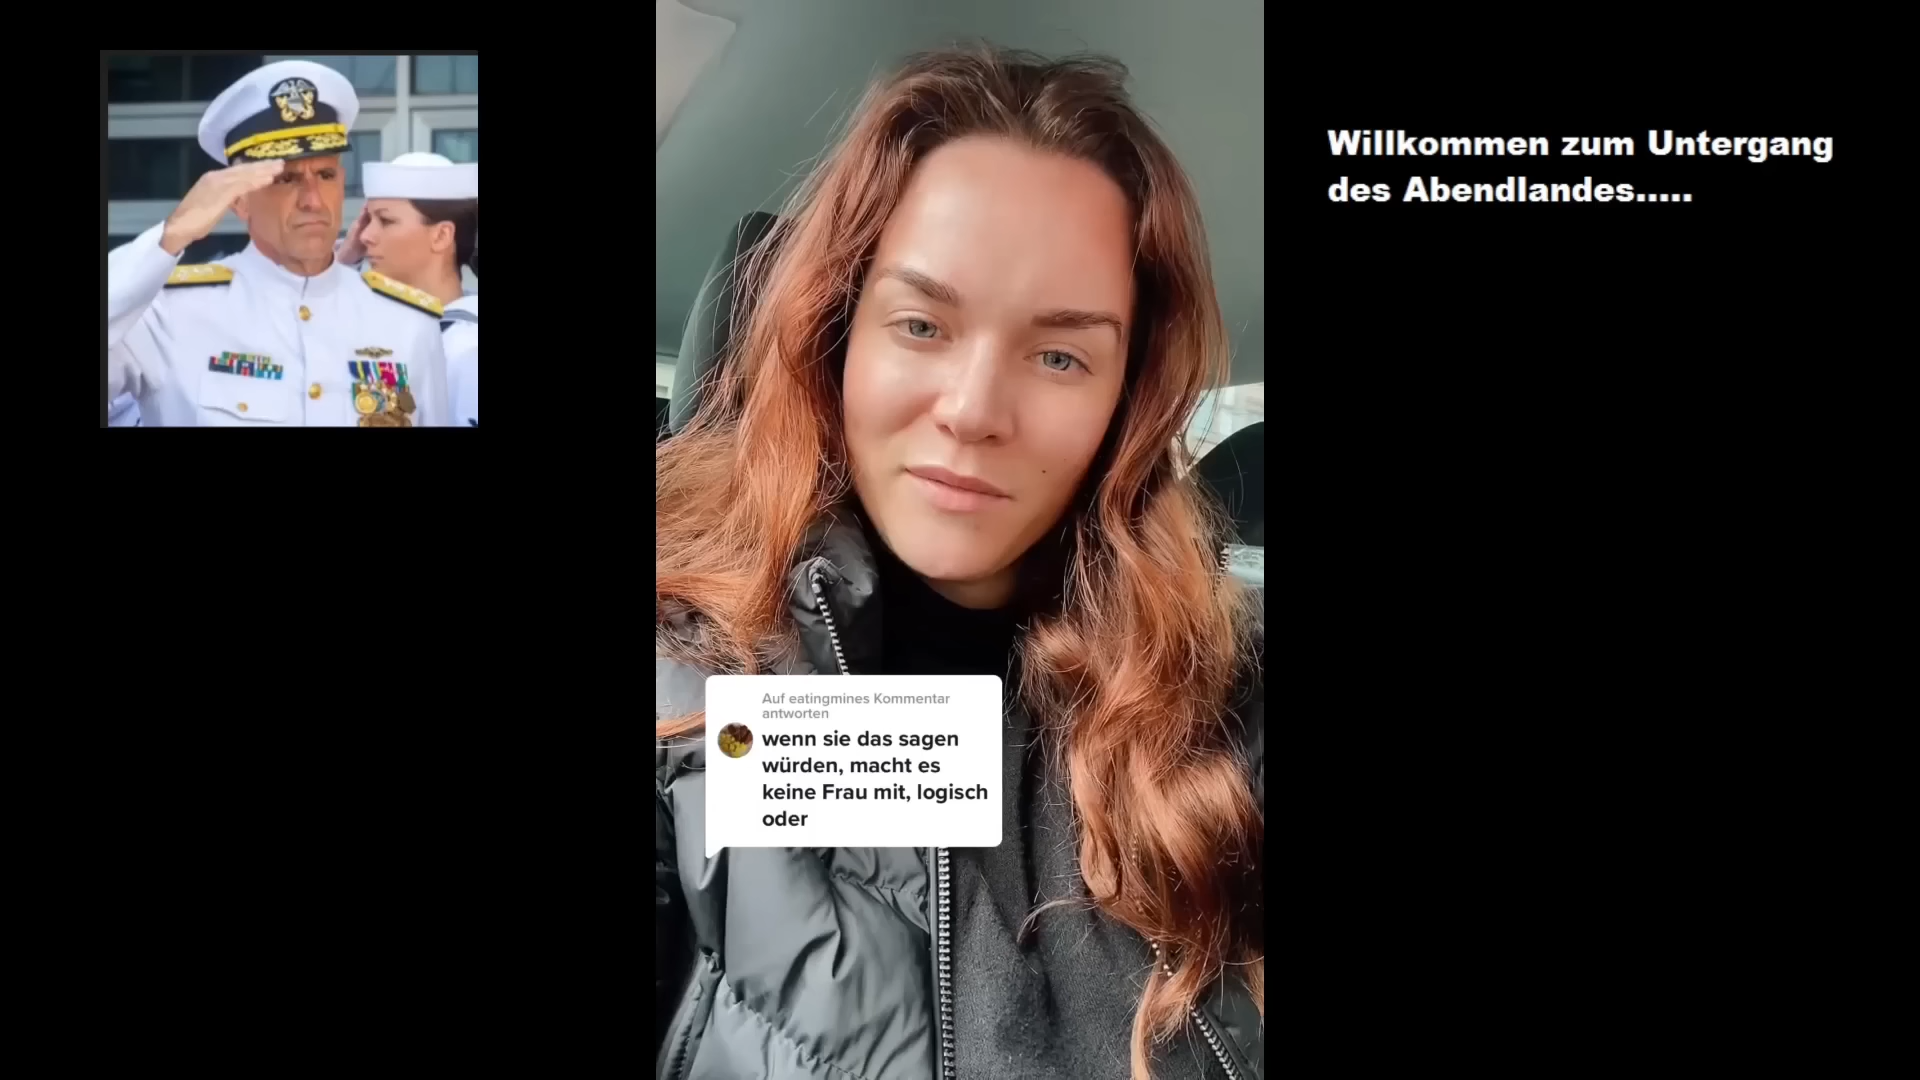 Willkommen zum Untergang
des Abendlandes.....
Auf eatingmines Kommentar
antworten
wenn sie das sagen
würden, macht es
keine Frau mit, logisch
oder